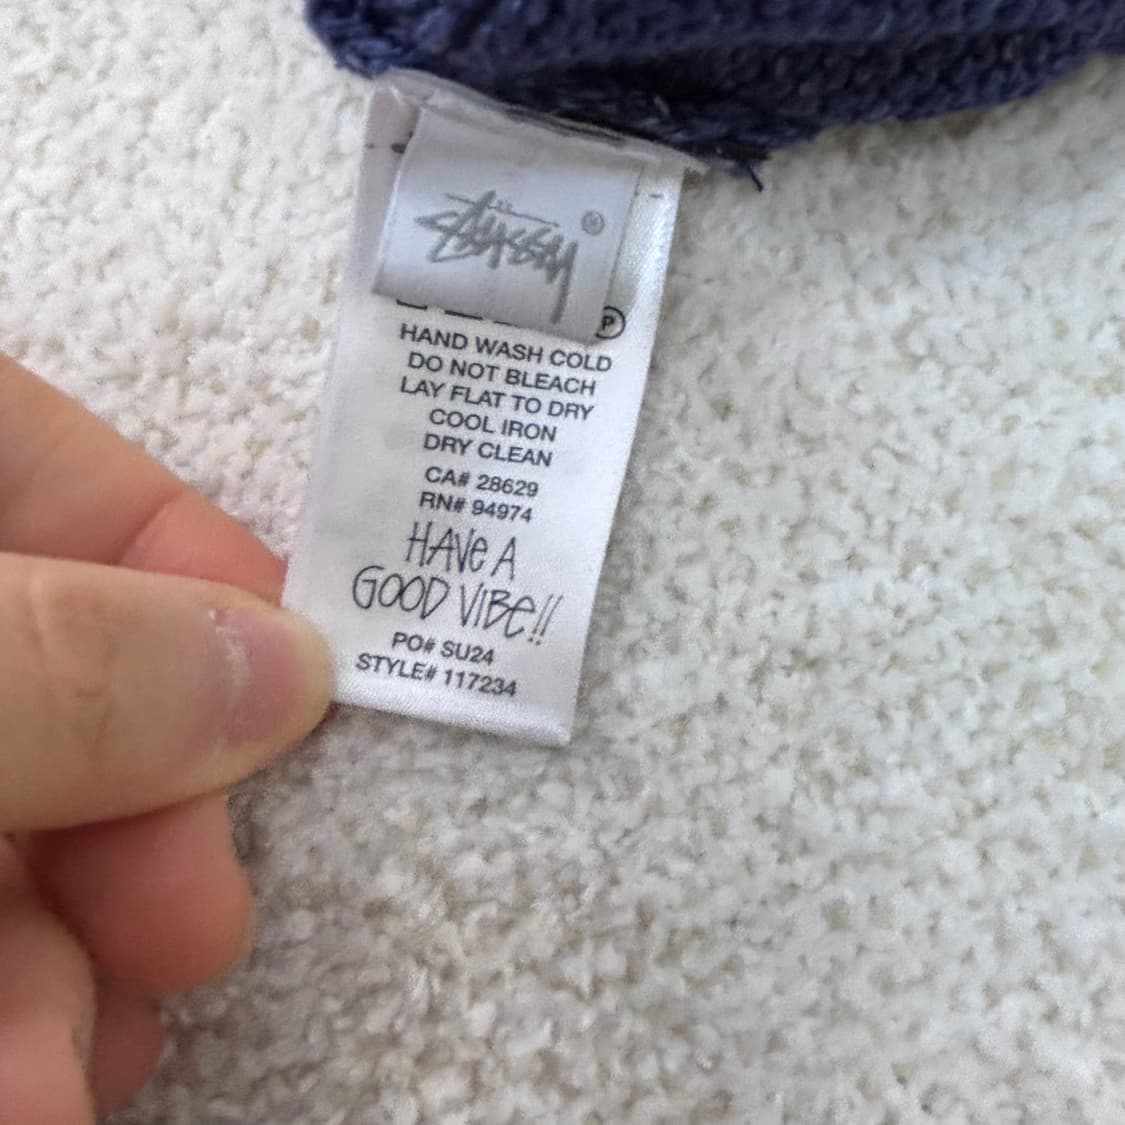 STÜSSY ®
P
HAND WASH COLD
DO NOT BLEACH
LAY FLAT TO DRY
COOL IRON
DRY CLEAN
CA# 28629
RN# 94974
HAVE A
GOOD VIBE!!
PO# SU24
STYLE# 117234